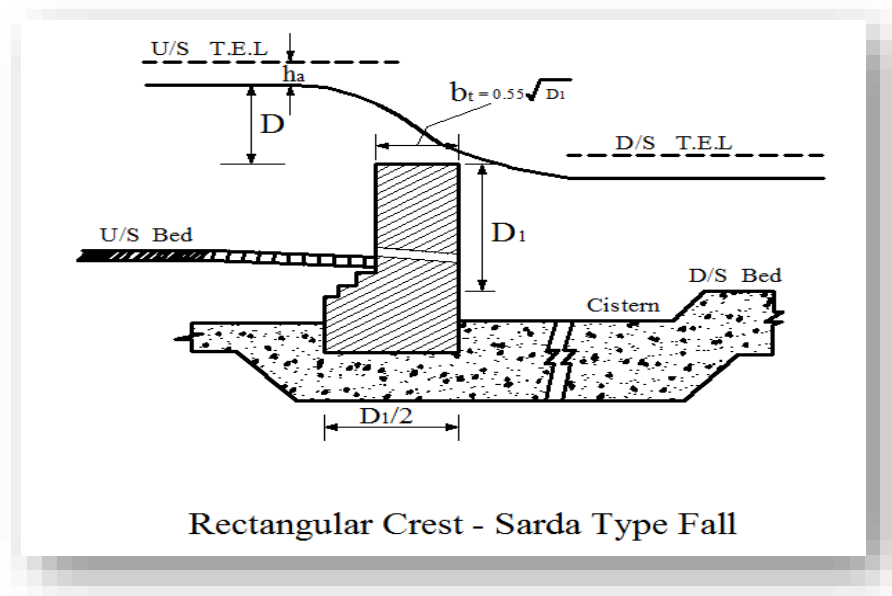 U/S T.E.L
ha
bt = 0.55√D1
D
D/S T.E.L
D1
U/S Bed
D/S Bed
Cistern
D1/2
Rectangular Crest - Sarda Type Fall